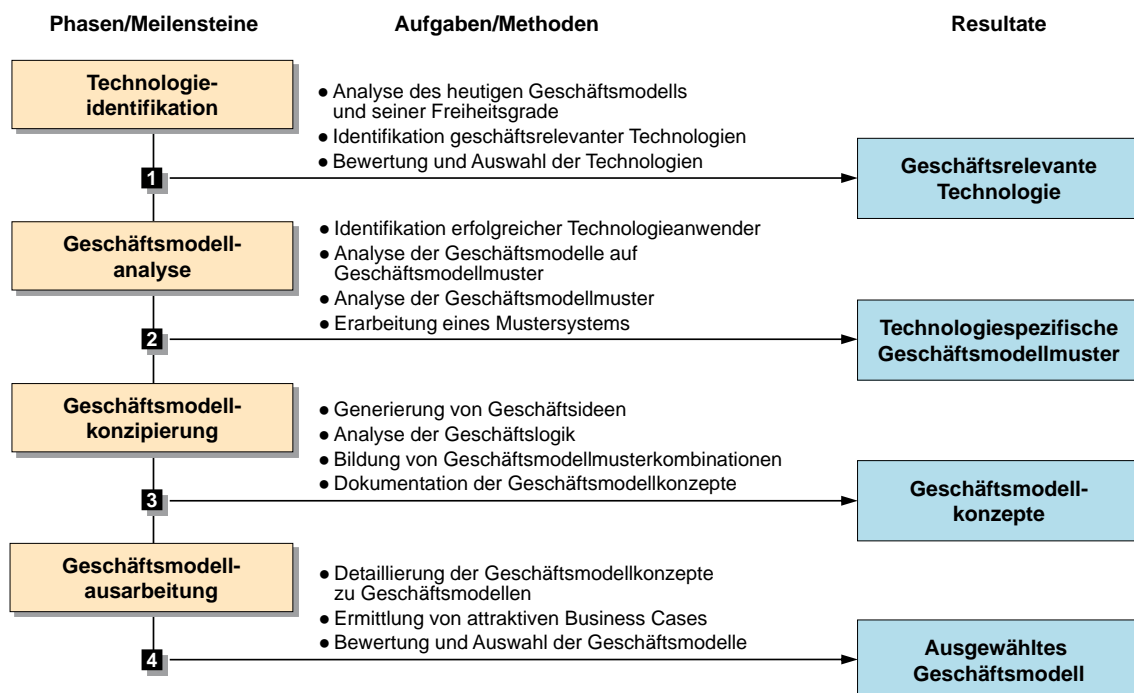 Phasen/Meilensteine
Aufgaben/Methoden
Resultate
Technologie-
identifikation
● Analyse des heutigen Geschäftsmodells
und seiner Freiheitsgrade
● Identifikation geschäftsrelevanter Technologien
● Bewertung und Auswahl der Technologien
1
Geschäftsrelevante
Technologie
Geschäftsmodell-
analyse
● Identifikation erfolgreicher Technologieanwender
● Analyse der Geschäftsmodelle auf
Geschäftsmodellmuster
● Analyse der Geschäftsmodellmuster
● Erarbeitung eines Mustersystems
2
Technologiespezifische
Geschäftsmodellmuster
Geschäftsmodell-
konzipierung
● Generierung von Geschäftsideen
● Analyse der Geschäftslogik
● Bildung von Geschäftsmodellmusterkombinationen
● Dokumentation der Geschäftsmodellkonzepte
3
Geschäftsmodell-
konzepte
Geschäftsmodell-
ausarbeitung
● Detaillierung der Geschäftsmodellkonzepte
zu Geschäftsmodellen
● Ermittlung von attraktiven Business Cases
● Bewertung und Auswahl der Geschäftsmodelle
4
Ausgewähltes
Geschäftsmodell